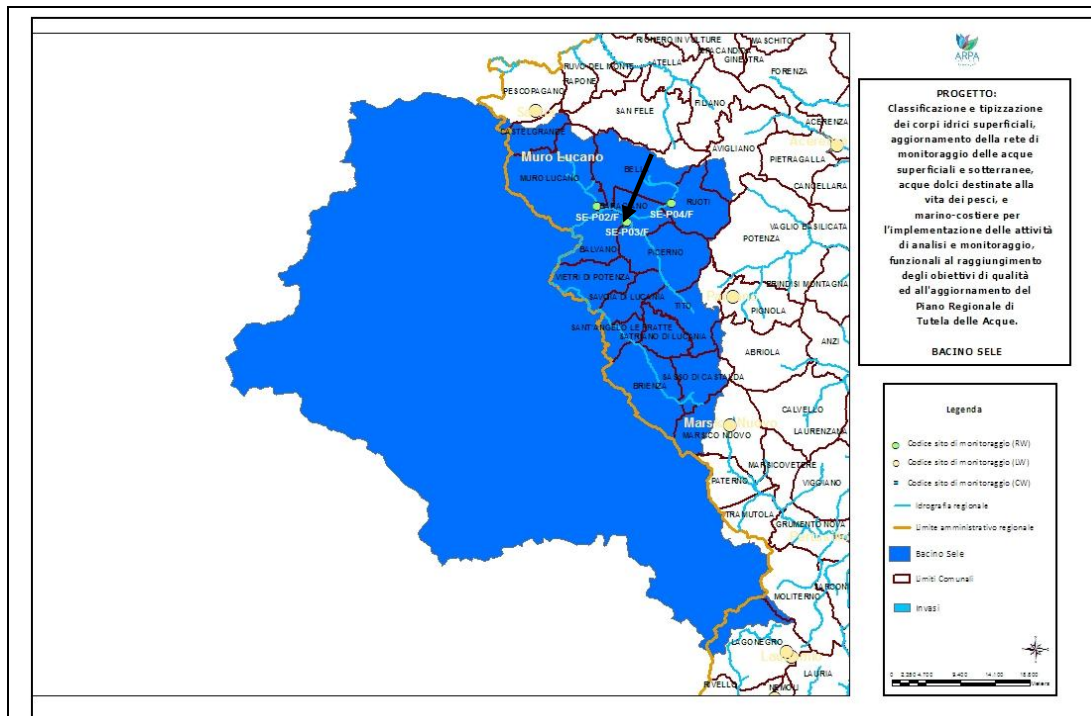 RIONERO IN VULTURE
MASCHITO
GINESTRA
RUVO DEL MONTE
ATELLA
FORENZA
RAPONE
PESCOPAGANO
SAN FELE
FILIANO
ACERENZA
CASTELGRANDE
AVIGLIANO
PIETRAGALLA
Muro Lucano
MURO LUCANO
BELLA
CANCELLARA
RUOTI
SE-P02/F
SE-P04/F
SE-P03/F
VAGLIO BASILICATA
POTENZA
BALVANO
PICERNO
VIETRI DI POTENZA
BRINDISI MONTAGNA
SAVOIA DI LUCANIA
TITO
PIGNOLA
SANT'ANGELO LE FRATTE
SATRIANO DI LUCANIA
ANZI
ABRIOLA
BRIENZA
SASSO DI CASTALDA
CALVELLO
LAURENZANA
MARSICO NUOVO
MARSICOVETERE
PATERNO
VIGGIANO
TRAMUTOLA
GRUMENTO NOVA
MOLITERNO
LAGONEGRO
LAURIA
RIVELLO
NEMOLI
ARPA
PROGETTO:
Classificazione e tipizzazione
dei corpi idrici superficiali,
aggiornamento della rete di
monitoraggio delle acque
superficiali e sotterranee,
acque dolci destinate alla
vita dei pesci, e
marino-costiere per
l'implementazione delle attività
di analisi e monitoraggio,
funzionali al raggiungimento
degli obiettivi di qualità
ed all'aggiornamento del
Piano Regionale di
Tutela delle Acque.
BACINO SELE
Legenda
Codice sito di monitoraggio (RW)
Codice sito di monitoraggio (LW)
Codice sito di monitoraggio (CW)
Idrografia regionale
Limite amministrativo regionale
Bacino Sele
Limiti Comunali
Invasi